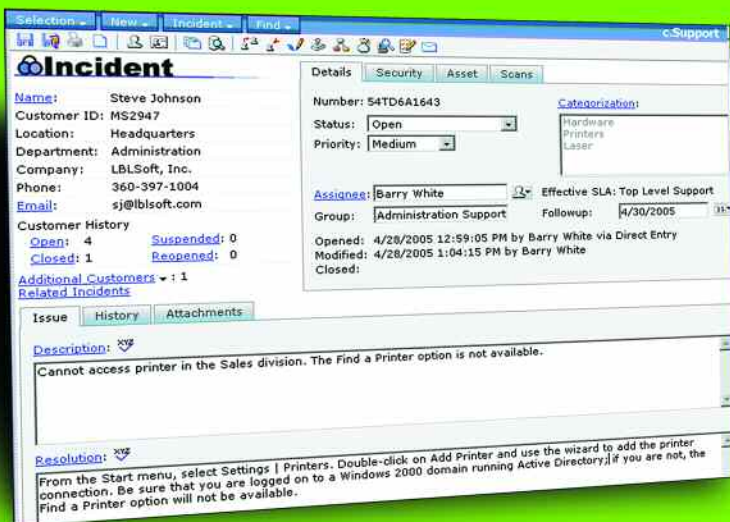 Selection New Incident Find
c.Support
Incident
Name: Steve Johnson
Customer ID: MS2947
Location: Headquarters
Department: Administration
Company: LBLSoft, Inc.
Phone: 360-397-1004
Email: sj@lblsoft.com
Customer History
Open: 4 Suspended: 0
Closed: 1 Reopened: 0
Additional Customers : 1
Related Incidents
Details Security Asset Scans
Number: 54TD6A1643
Status: Open
Priority: Medium
Categorization:
Hardware
Printers
Laser
Assignee: Barry White
Effective SLA: Top Level Support
Group: Administration Support
Followup: 4/30/2005
Opened: 4/28/2005 12:59:05 PM by Barry White via Direct Entry
Modified: 4/28/2005 1:04:15 PM by Barry White
Closed:
Issue History Attachments
Description: XYZ
Cannot access printer in the Sales division. The Find a Printer option is not available.
Resolution: XYZ
From the Start menu, select Settings | Printers. Double-click on Add Printer and use the wizard to add the printer
connection. Be sure that you are logged on to a Windows 2000 domain running Active Directory; if you are not, the
Find a Printer option will not be available.